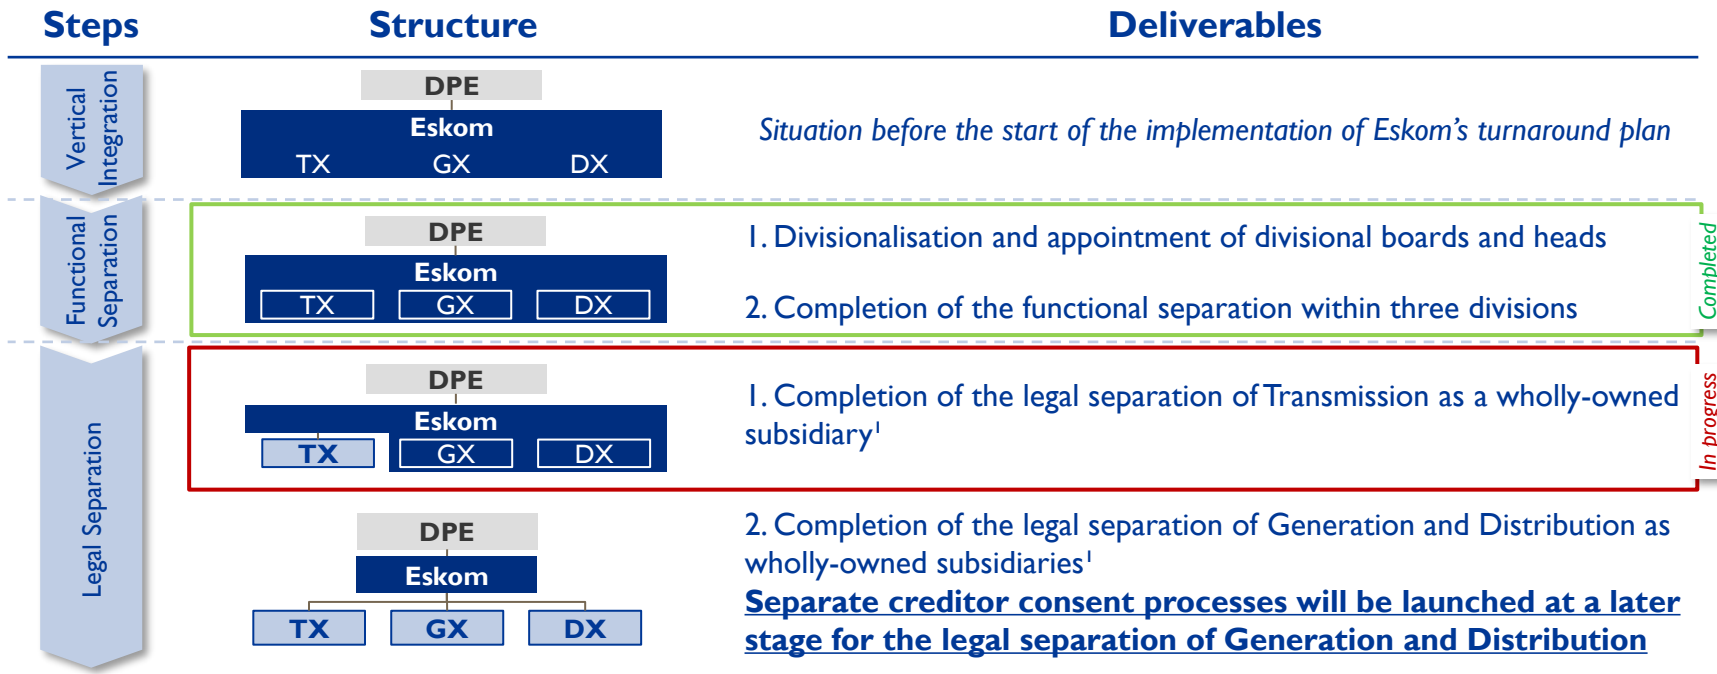 Steps
Structure
Deliverables
Vertical
Integration
DPE
Eskom
TX
GX
DX
Situation before the start of the implementation of Eskom's turnaround plan
Functional
Separation
DPE
Eskom
TX
GX
DX
1. Divisionalisation and appointment of divisional boards and heads
2. Completion of the functional separation within three divisions
Completed
Legal Separation
DPE
Eskom
TX
GX
DX
1. Completion of the legal separation of Transmission as a wholly-owned
subsidiary¹
In progress
DPE
Eskom
TX
GX
DX
2. Completion of the legal separation of Generation and Distribution as
wholly-owned subsidiaries¹
Separate creditor consent processes will be launched at a later
stage for the legal separation of Generation and Distribution